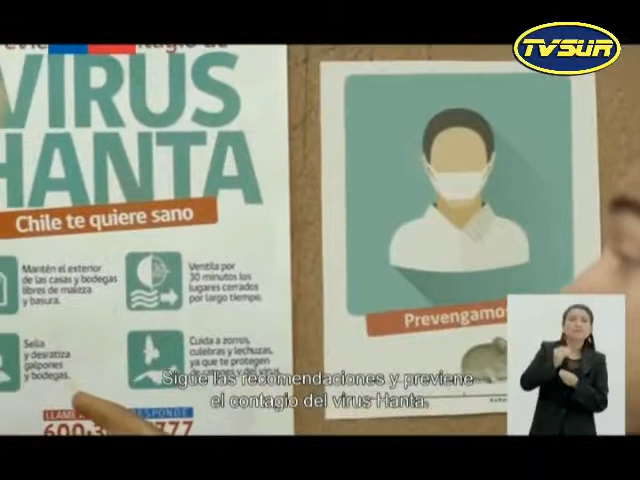 TVSUR
VIRUS
HANTA
Chile te quiere sano
Mantén el exterior
de las casas y bodegas
libres de maleza
y basura.
Ventila por
30 minutos los
lugares cerrados
por largo tiempo.
Sella
y desratiza
galpones
y bodegas.
Cuida a zorros,
culebras y lechuzas,
ya que te protegen
Prevengamos
Sigue las recomendaciones y previene
el contagio del virus Hanta.